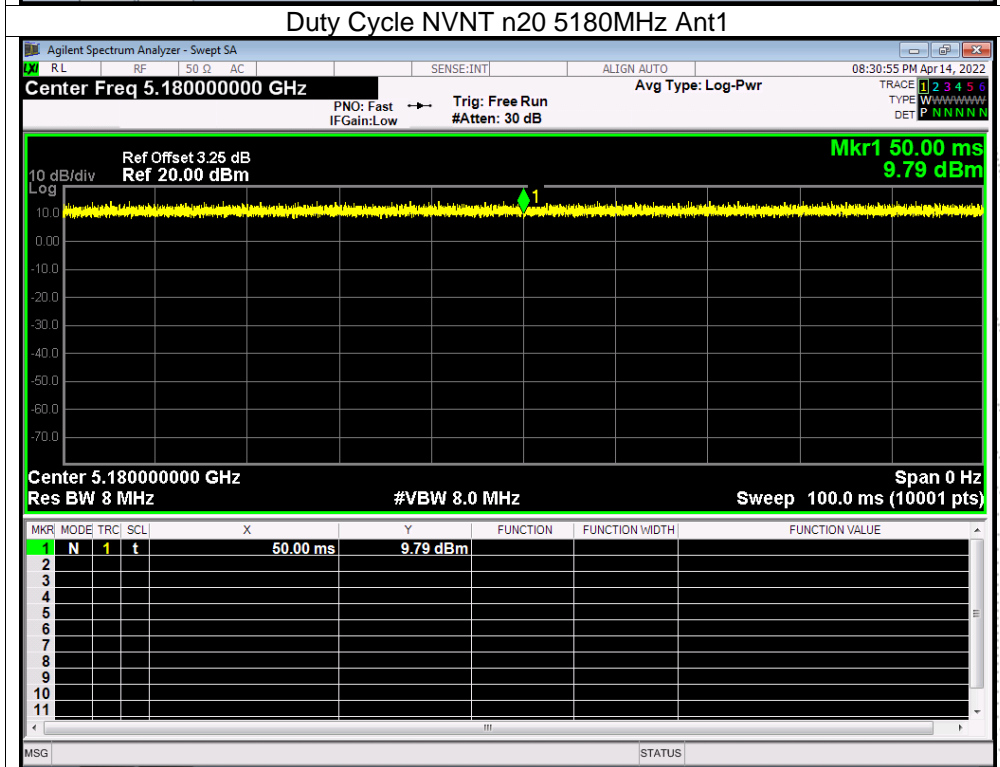 Duty Cycle NVNT n20 5180MHz Ant1
Agilent Spectrum Analyzer - Swept SA
LXI RL RF 50 Ω AC SENSE:INT ALIGN AUTO 08:30:55 PM Apr 14, 2022
Center Freq 5.180000000 GHz Avg Type: Log-Pwr TRACE 1 2 3 4 5 6
PNO: Fast Trig: Free Run TYPE WWWWWW
IFGain:Low #Atten: 30 dB DET P N N N N N
Mkr1 50.00 ms
Ref Offset 3.25 dB
10 dB/div Ref 20.00 dBm 9.79 dBm
Log
1
10.0
0.00
-10.0
-20.0
-30.0
-40.0
-50.0
-60.0
-70.0
Center 5.180000000 GHz Span 0 Hz
Res BW 8 MHz #VBW 8.0 MHz Sweep 100.0 ms (10001 pts)
MKR MODE TRC SCL X Y FUNCTION FUNCTION WIDTH FUNCTION VALUE
1 N 1 t 50.00 ms 9.79 dBm
2
3
4
5
6
7
8
9
10
11
MSG STATUS